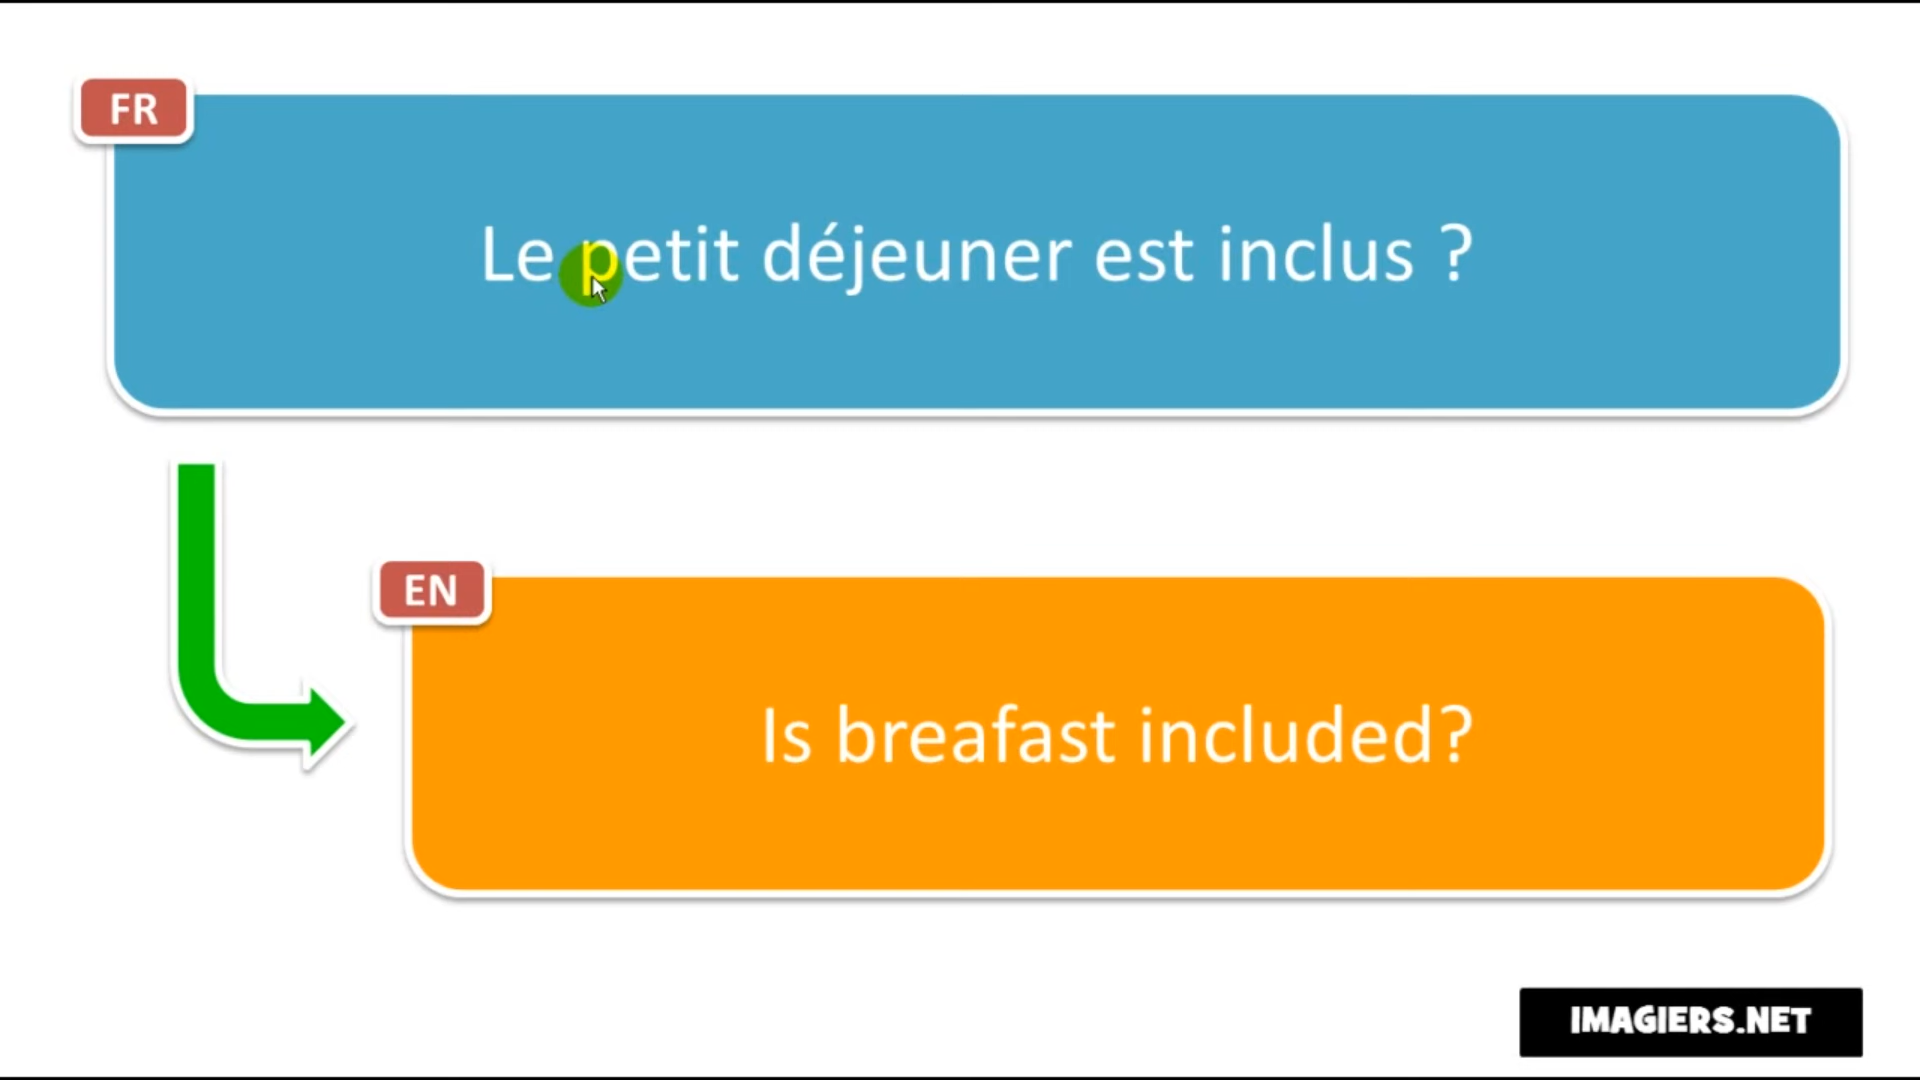 FR
Le petit déjeuner est inclus ?
EN
Is breafast included?
IMAGIERS.NET